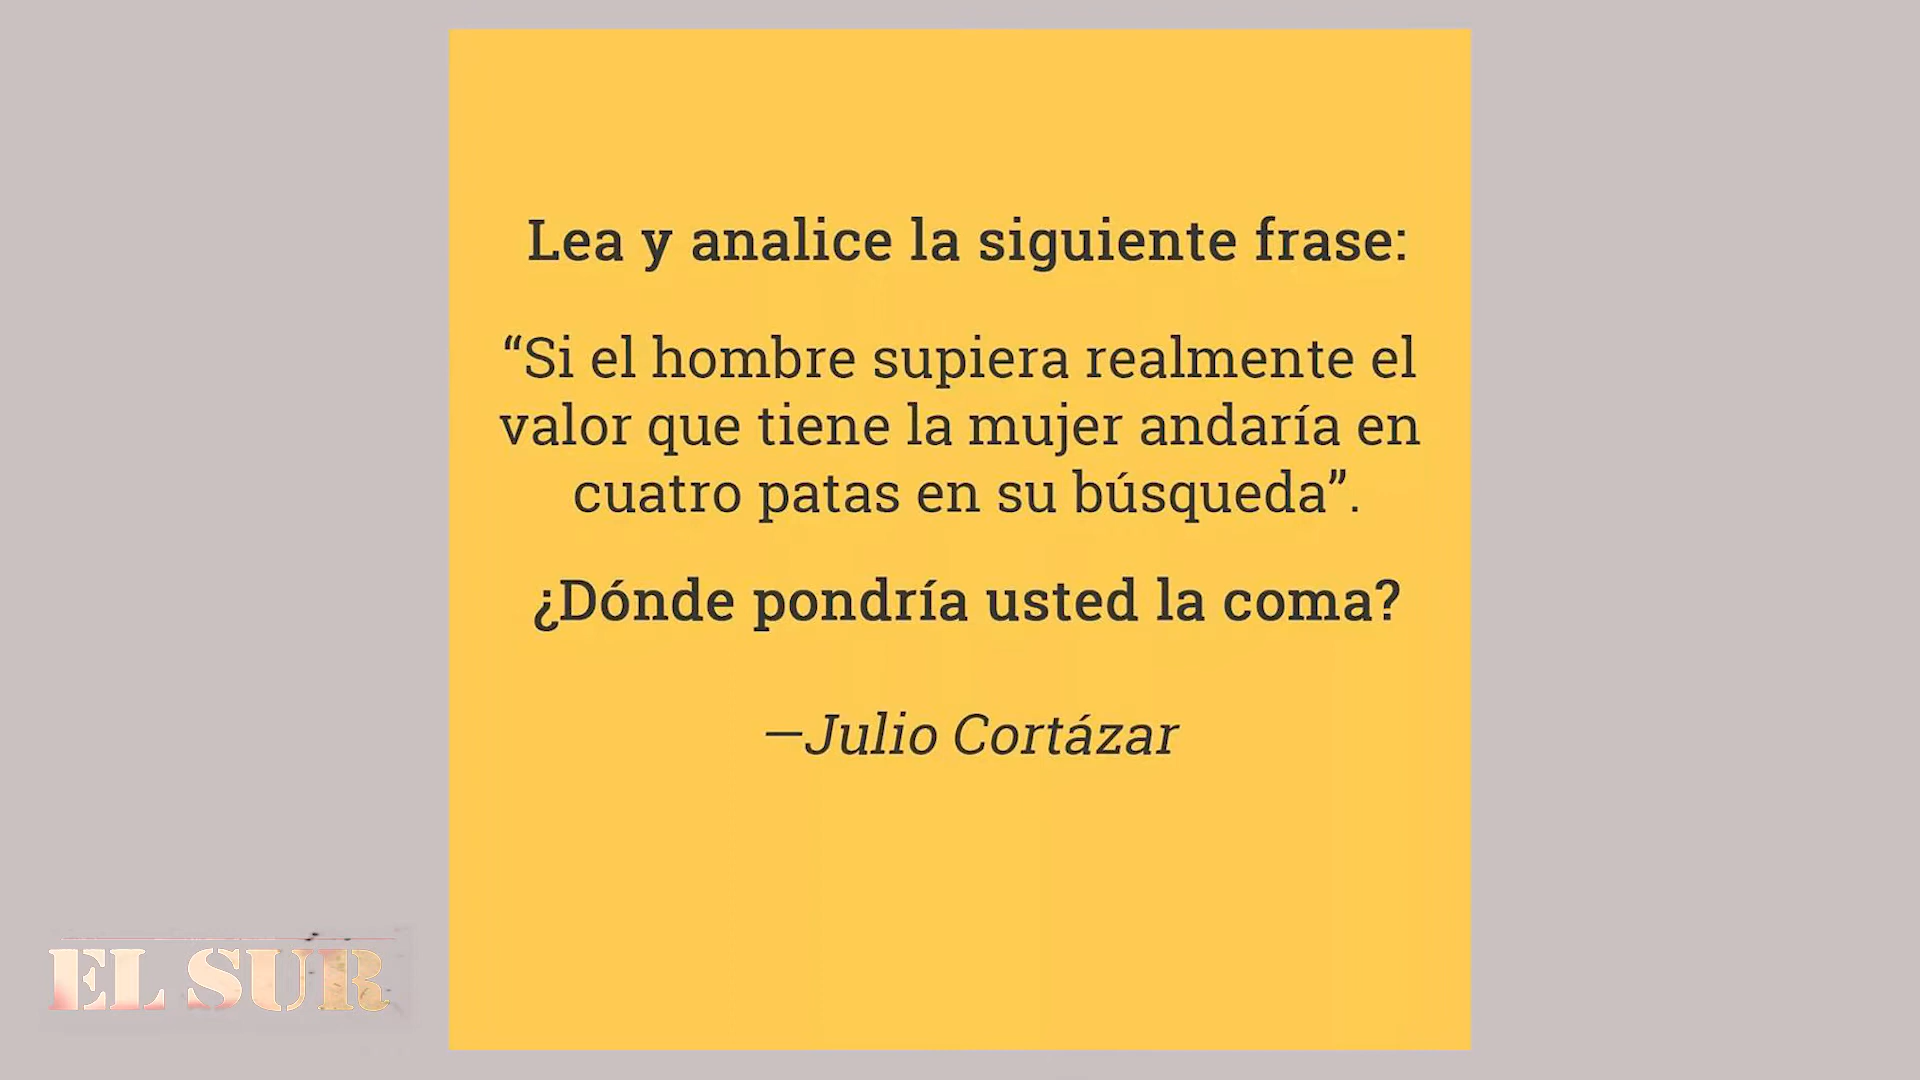 Lea y analice la siguiente frase:
“Si el hombre supiera realmente el
valor que tiene la mujer andaría en
cuatro patas en su búsqueda”.
¿Dónde pondría usted la coma?
—Julio Cortázar
EL SUR